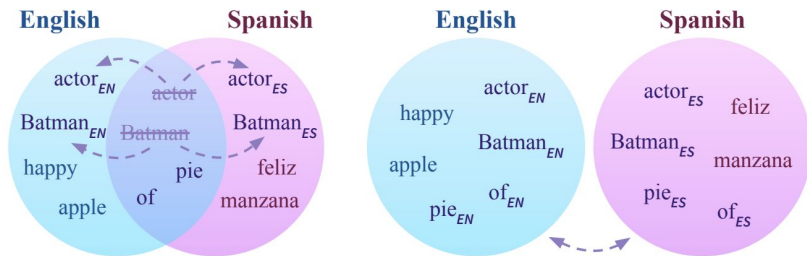 English Spanish
actorEN actor actorES
BatmanEN Batman BatmanES
happy pie feliz
apple of manzana
English Spanish
actorEN actorES feliz
happy
BatmanEN BatmanES
apple manzana
pieEN ofEN pieES ofES